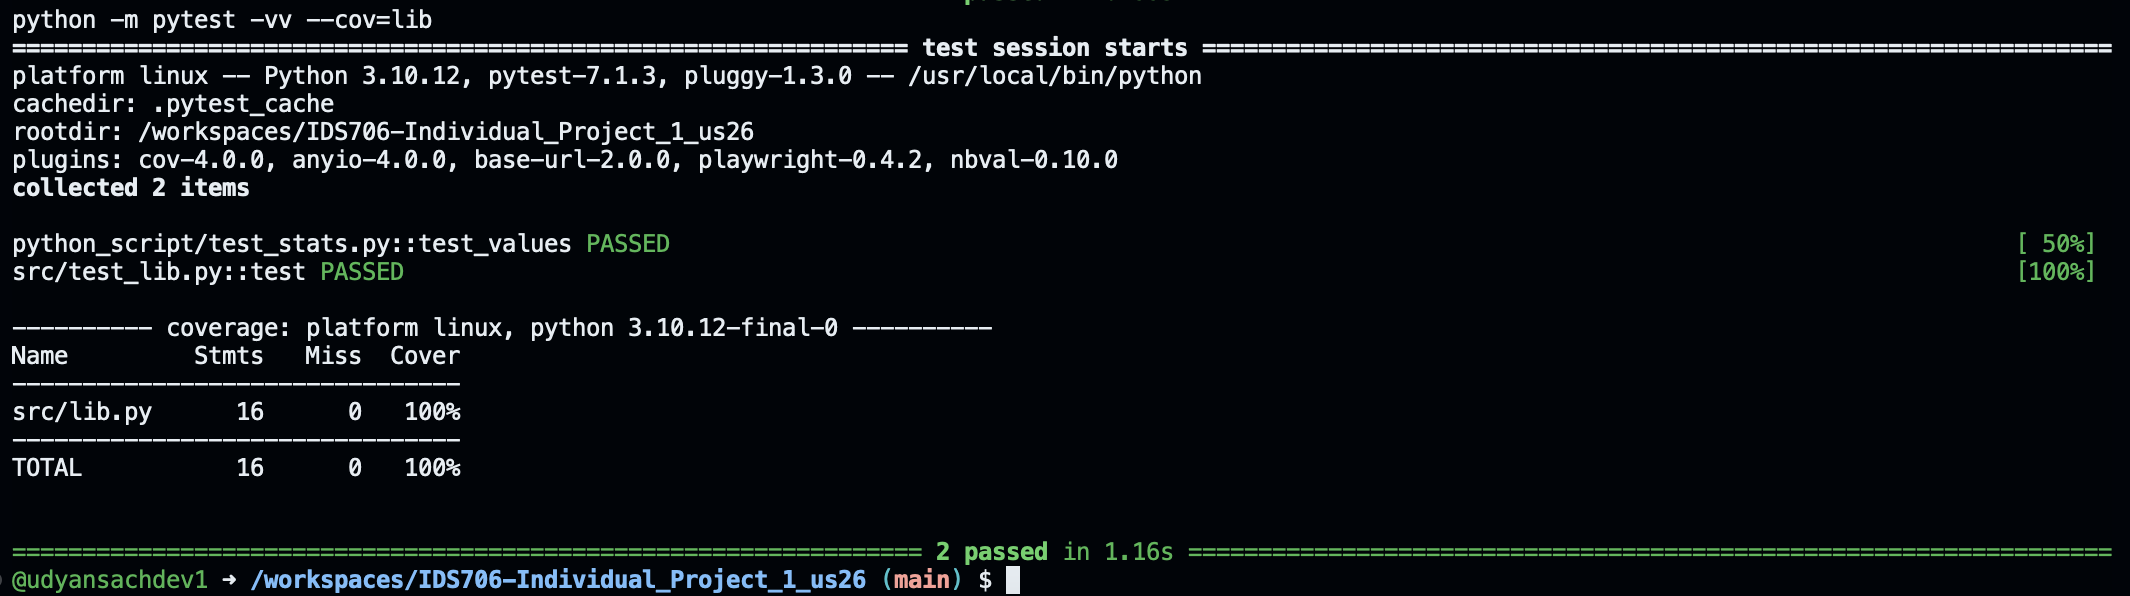 python -m pytest -vv --cov=lib
================================================================ test session starts =================================================================
platform linux -- Python 3.10.12, pytest-7.1.3, pluggy-1.3.0 -- /usr/local/bin/python
cachedir: .pytest_cache
rootdir: /workspaces/IDS706-Individual_Project_1_us26
plugins: cov-4.0.0, anyio-4.0.0, base-url-2.0.0, playwright-0.4.2, nbval-0.10.0
collected 2 items
python_script/test_stats.py::test_values PASSED [ 50%]
src/test_lib.py::test PASSED [100%]
---------- coverage: platform linux, python 3.10.12-final-0 ----------
Name         Stmts   Miss  Cover
--------------------------------
src/lib.py      16      0   100%
--------------------------------
TOTAL           16      0   100%
================================================================= 2 passed in 1.16s ==================================================================
@udyansachdev1 ➜ /workspaces/IDS706-Individual_Project_1_us26 (main) $